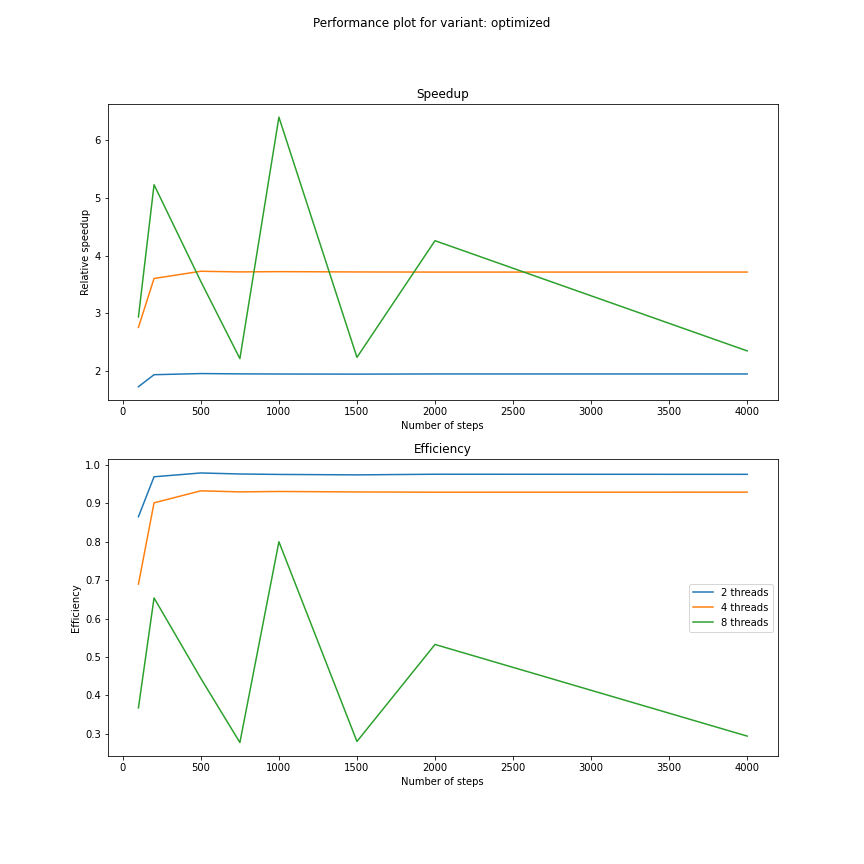 Performance plot for variant: optimized
Speedup
Relative speedup
6
5
4
3
2
0 500 1000 1500 2000 2500 3000 3500 4000
Number of steps
Efficiency
Efficiency
1.0
0.9
0.8
0.7
0.6
0.5
0.4
0.3
2 threads
4 threads
8 threads
0 500 1000 1500 2000 2500 3000 3500 4000
Number of steps